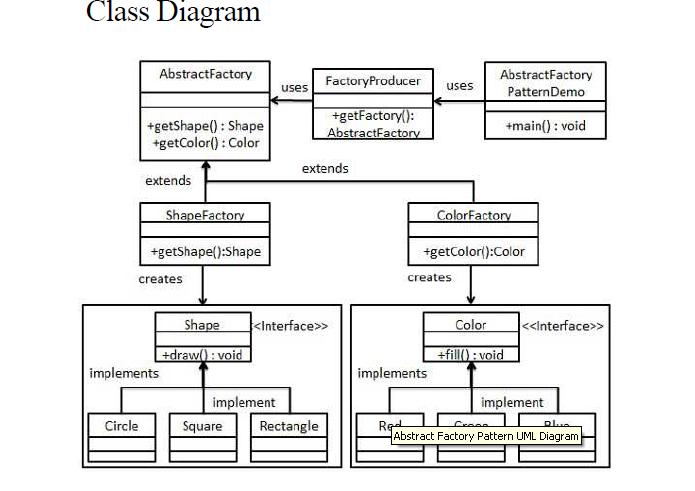 Class Diagram
AbstractFactory
+getShape() : Shape
+getColor() : Color
uses
FactoryProducer
+getFactory():
AbstractFactory
uses
AbstractFactory
PatternDemo
+main() : void
extends
extends
ShapeFactory
+getShape():Shape
ColorFactory
+getColor():Color
creates
creates
Shape
<<Interface>>
+draw() : void
Color
<<Interface>>
+fill() : void
implements
implement
implements
implement
Circle
Square
Rectangle
Red
Green
Blue
Abstract Factory Pattern UML Diagram